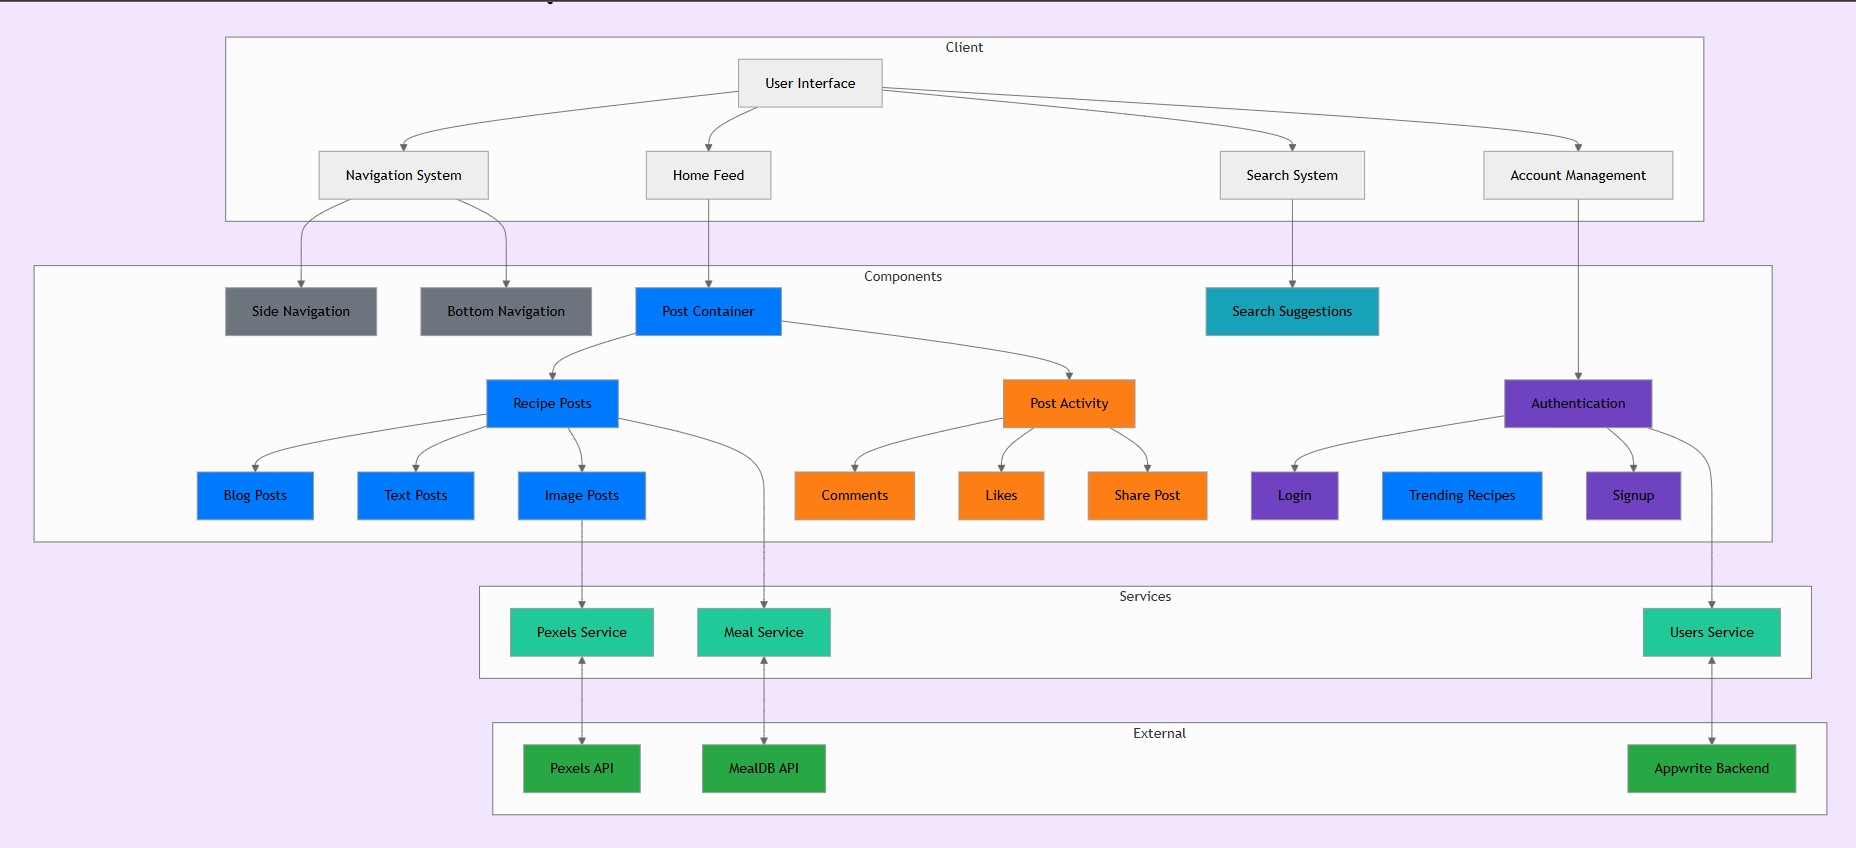 Client
User Interface
Navigation System
Home Feed
Search System
Account Management
Components
Side Navigation
Bottom Navigation
Post Container
Search Suggestions
Recipe Posts
Post Activity
Authentication
Blog Posts
Text Posts
Image Posts
Comments
Likes
Share Post
Login
Trending Recipes
Signup
Services
Pexels Service
Meal Service
Users Service
External
Pexels API
MealDB API
Appwrite Backend